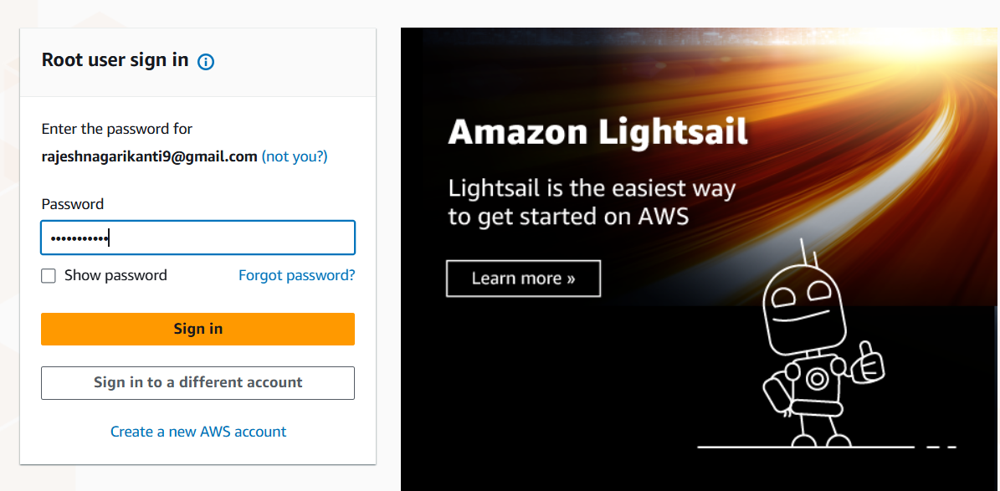 Root user sign in
Enter the password for
rajeshnagarikanti9@gmail.com (not you?)
Password
•••••••••••
Show password Forgot password?
Sign in
Sign in to a different account
Create a new AWS account
Amazon Lightsail
Lightsail is the easiest way
to get started on AWS
Learn more »